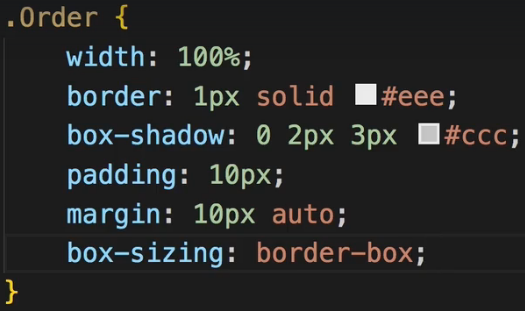 .Order {
    width: 100%;
    border: 1px solid #eee;
    box-shadow: 0 2px 3px #ccc;
    padding: 10px;
    margin: 10px auto;
    box-sizing: border-box;
}